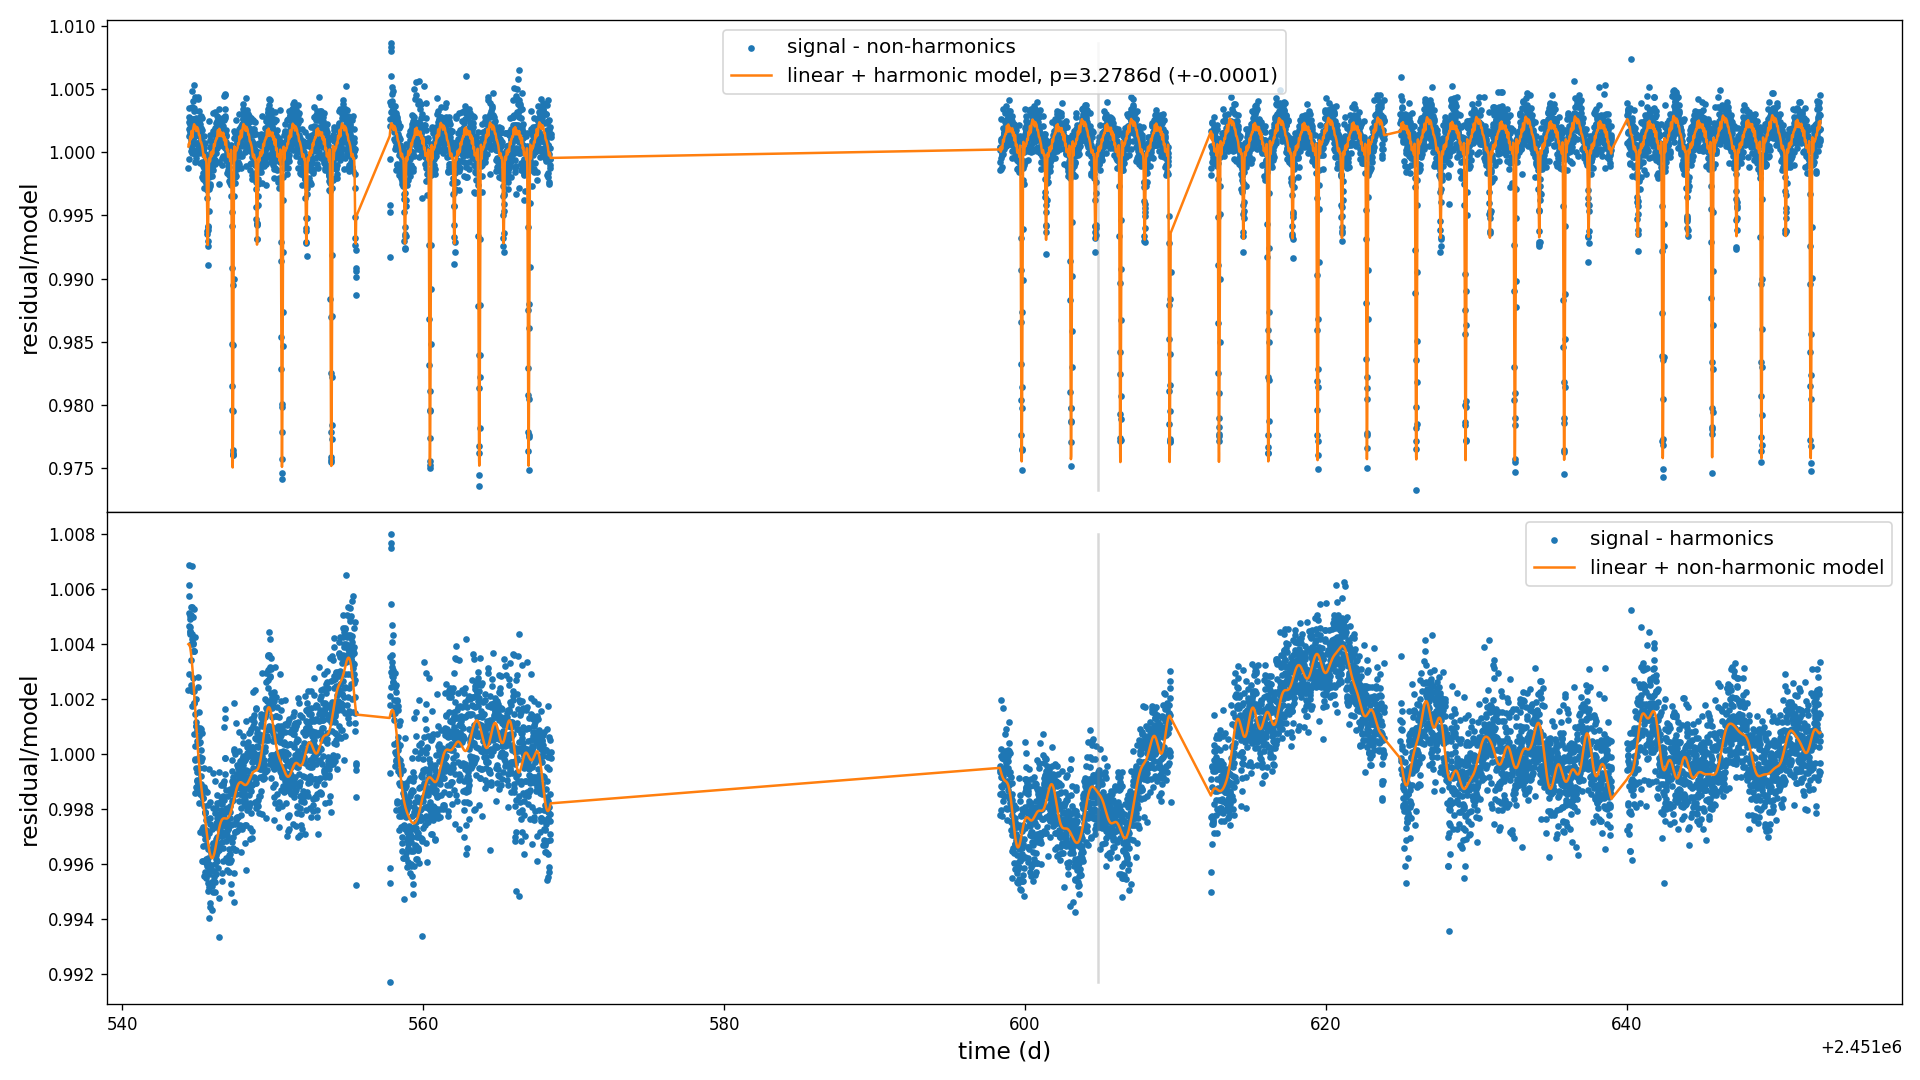 1.010
1.005
1.000
0.995
0.990
0.985
0.980
0.975
residual/model
signal - non-harmonics
linear + harmonic model, p=3.2786d (+-0.0001)
1.008
1.006
1.004
1.002
1.000
0.998
0.996
0.994
0.992
residual/model
signal - harmonics
linear + non-harmonic model
540
560
580
600
620
640
time (d)
+2.451e6